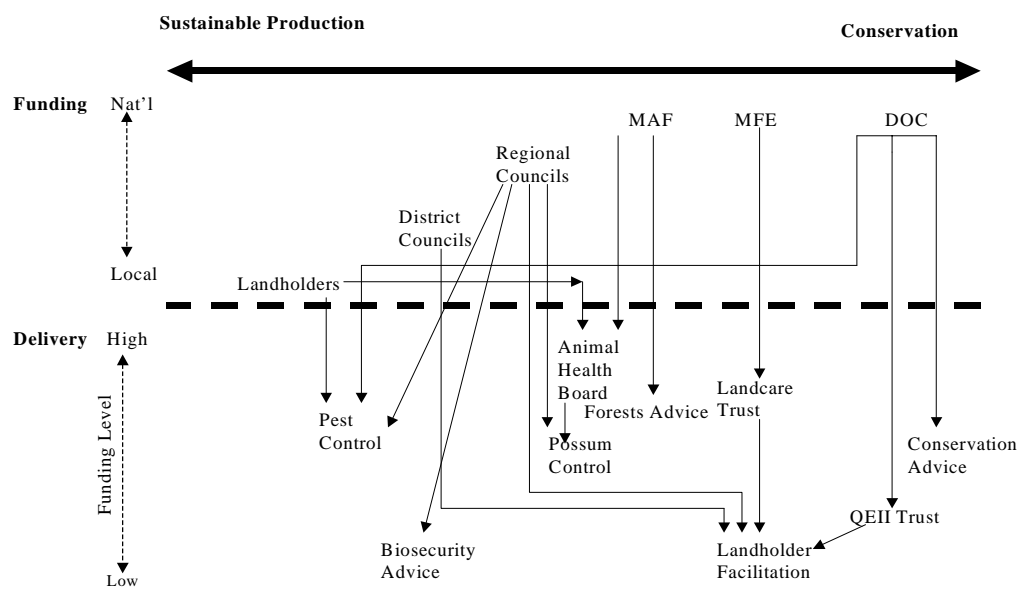 Sustainable Production
Conservation
Funding
Nat'l
MAF
MFE
DOC
Regional
Councils
District
Councils
Local
Landholders
Delivery
High
Animal
Health
Board
Landcare
Trust
Forests Advice
Pest
Control
Possum
Control
Conservation
Advice
Funding Level
QEII Trust
Biosecurity
Advice
Landholder
Facilitation
Low